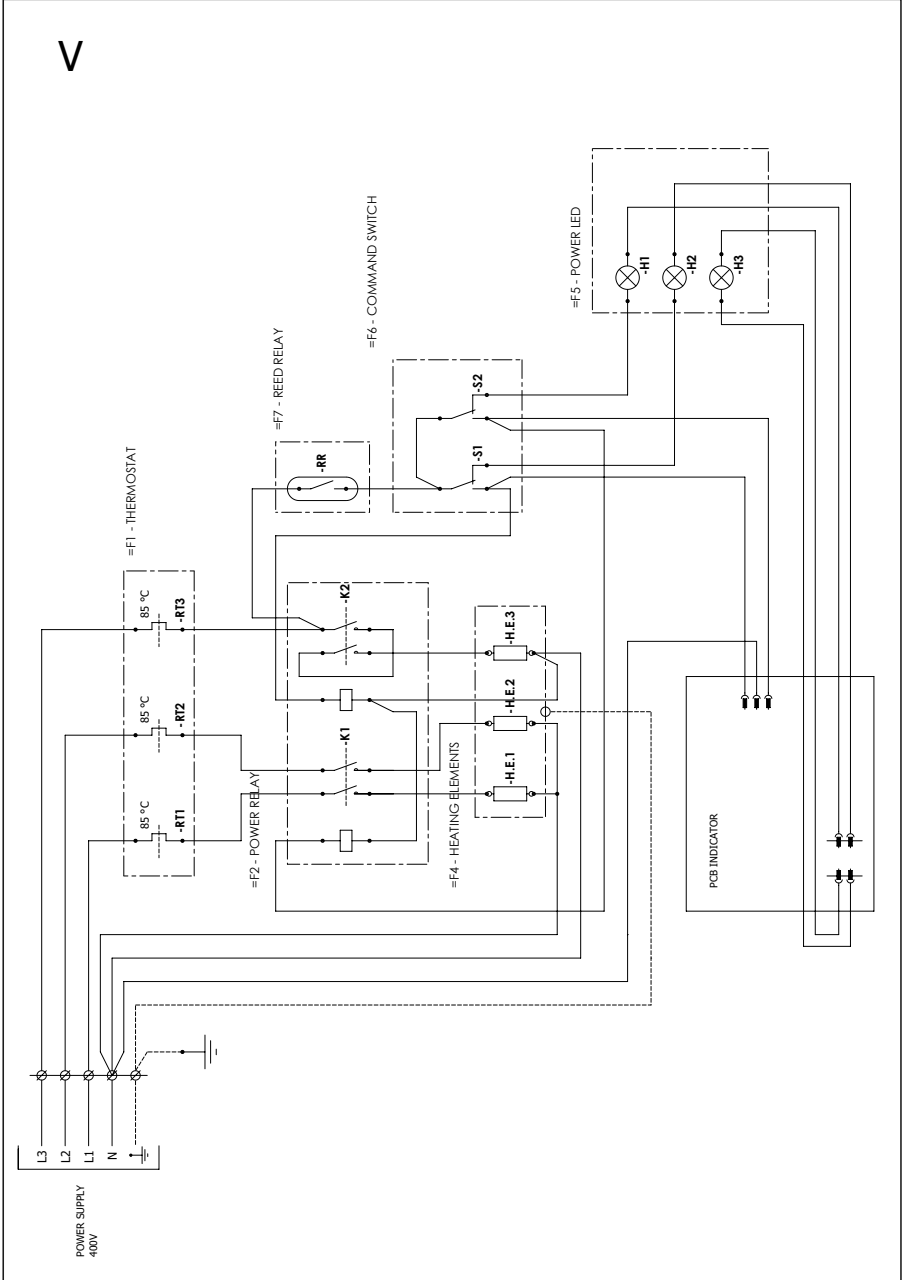 V
POWER SUPPLY
400V
L3
L2
L1
N
=F1 - THERMOSTAT
85 °C
-RT1
85 °C
-RT2
85 °C
-RT3
=F2 - POWER RELAY
-K1
-K2
=F4 - HEATING ELEMENTS
-H.E.1
-H.E.2
-H.E.3
=F7 - REED RELAY
-RR
=F6 - COMMAND SWITCH
-S1
-S2
=F5 - POWER LED
-H1
-H2
-H3
PCB INDICATOR